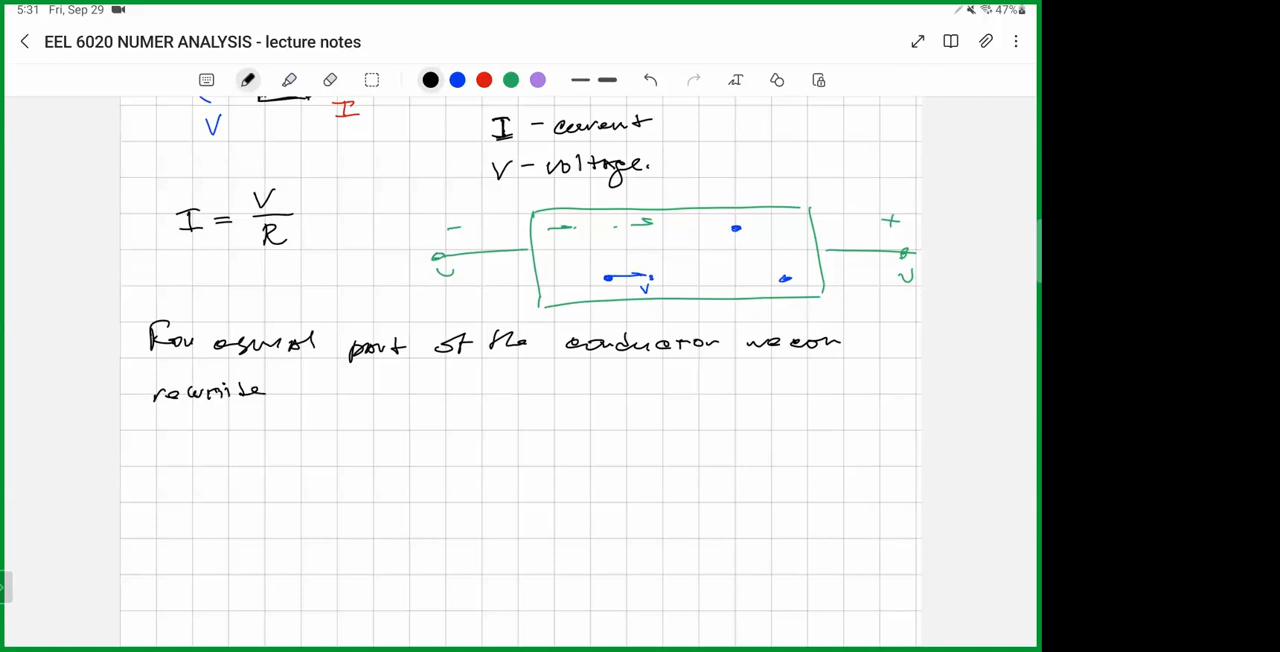 5:31 Fri, Sep 29
47%
EEL 6020 NUMER ANALYSIS - lecture notes
V
I
I - current
V - voltage.
I = V/R
- +
V V
V
For a small part of the conductor we can
rewrite